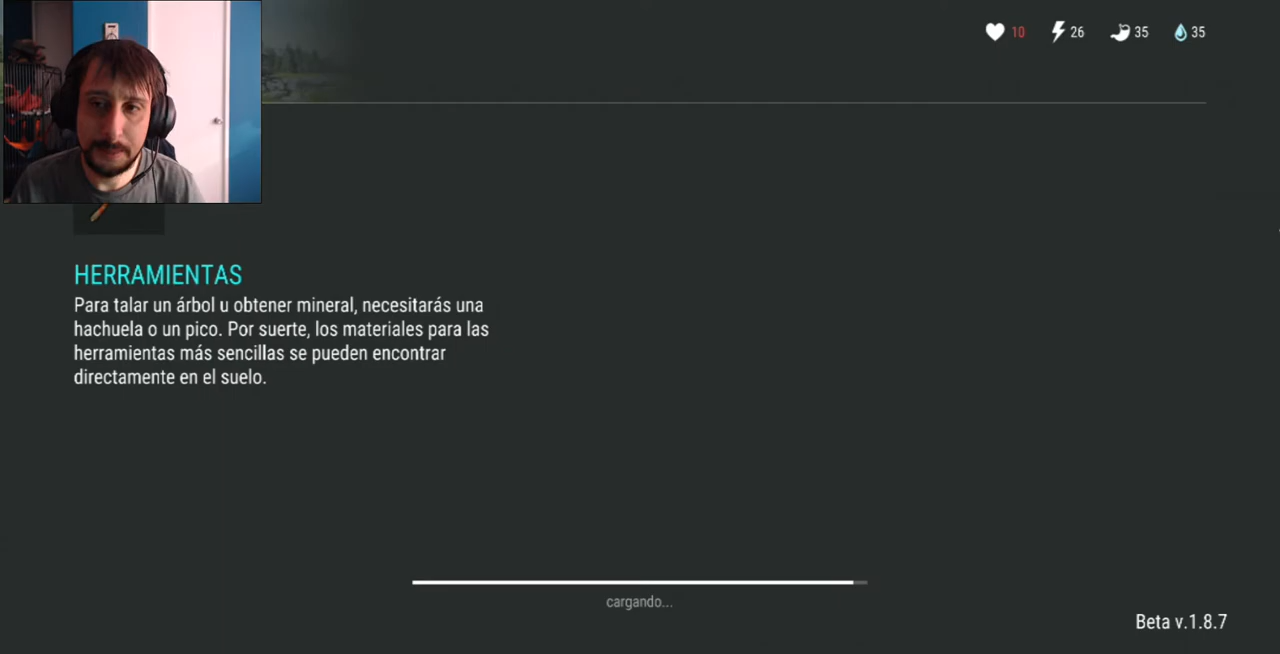 10 26 35 35
HERRAMIENTAS
Para talar un árbol u obtener mineral, necesitarás una
hachuela o un pico. Por suerte, los materiales para las
herramientas más sencillas se pueden encontrar
directamente en el suelo.
cargando...
Beta v.1.8.7